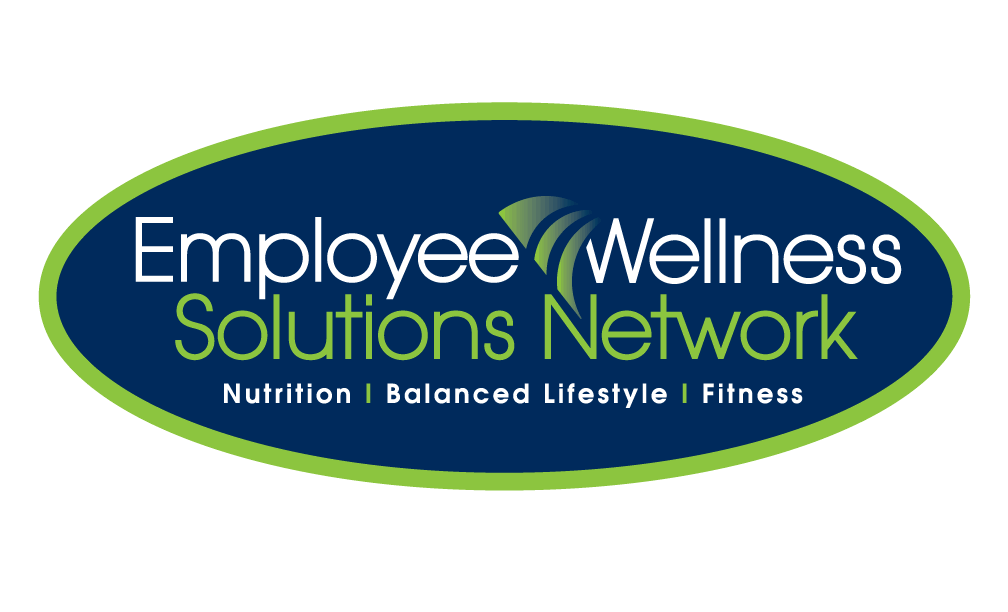 Employee Wellness
Solutions Network
Nutrition | Balanced Lifestyle | Fitness